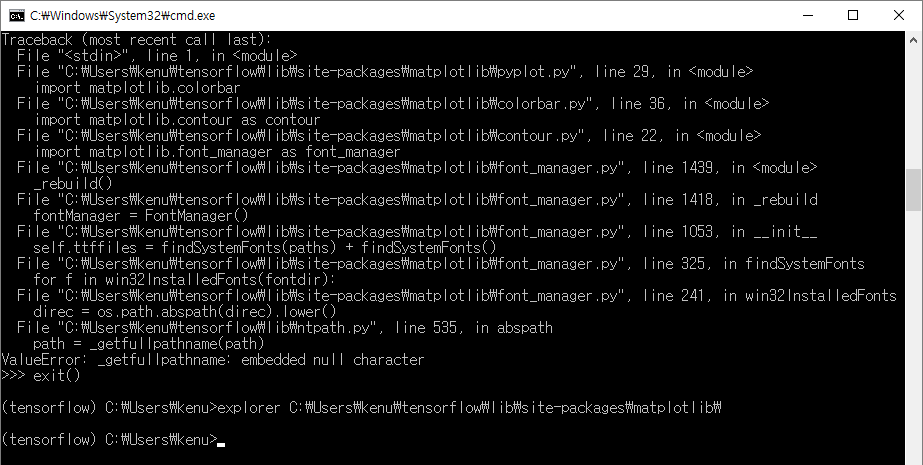 C:₩Windows₩System32₩cmd.exe
Traceback (most recent call last):
  File "<stdin>", line 1, in <module>
  File "C:₩Users₩kenu₩tensorflow₩lib₩site-packages₩matplotlib₩pyplot.py", line 29, in <module>
    import matplotlib.colorbar
  File "C:₩Users₩kenu₩tensorflow₩lib₩site-packages₩matplotlib₩colorbar.py", line 36, in <module>
    import matplotlib.contour as contour
  File "C:₩Users₩kenu₩tensorflow₩lib₩site-packages₩matplotlib₩contour.py", line 22, in <module>
    import matplotlib.font_manager as font_manager
  File "C:₩Users₩kenu₩tensorflow₩lib₩site-packages₩matplotlib₩font_manager.py", line 1439, in <module>
    _rebuild()
  File "C:₩Users₩kenu₩tensorflow₩lib₩site-packages₩matplotlib₩font_manager.py", line 1418, in _rebuild
    fontManager = FontManager()
  File "C:₩Users₩kenu₩tensorflow₩lib₩site-packages₩matplotlib₩font_manager.py", line 1053, in __init__
    self.ttffiles = findSystemFonts(paths) + findSystemFonts()
  File "C:₩Users₩kenu₩tensorflow₩lib₩site-packages₩matplotlib₩font_manager.py", line 325, in findSystemFonts
    for f in win32InstalledFonts(fontdir):
  File "C:₩Users₩kenu₩tensorflow₩lib₩site-packages₩matplotlib₩font_manager.py", line 241, in win32InstalledFonts
    direc = os.path.abspath(direc).lower()
  File "C:₩Users₩kenu₩tensorflow₩lib₩ntpath.py", line 535, in abspath
    path = _getfullpathname(path)
ValueError: _getfullpathname: embedded null character
>>> exit()
(tensorflow) C:₩Users₩kenu>explorer C:₩Users₩kenu₩tensorflow₩lib₩site-packages₩matplotlib₩
(tensorflow) C:₩Users₩kenu>